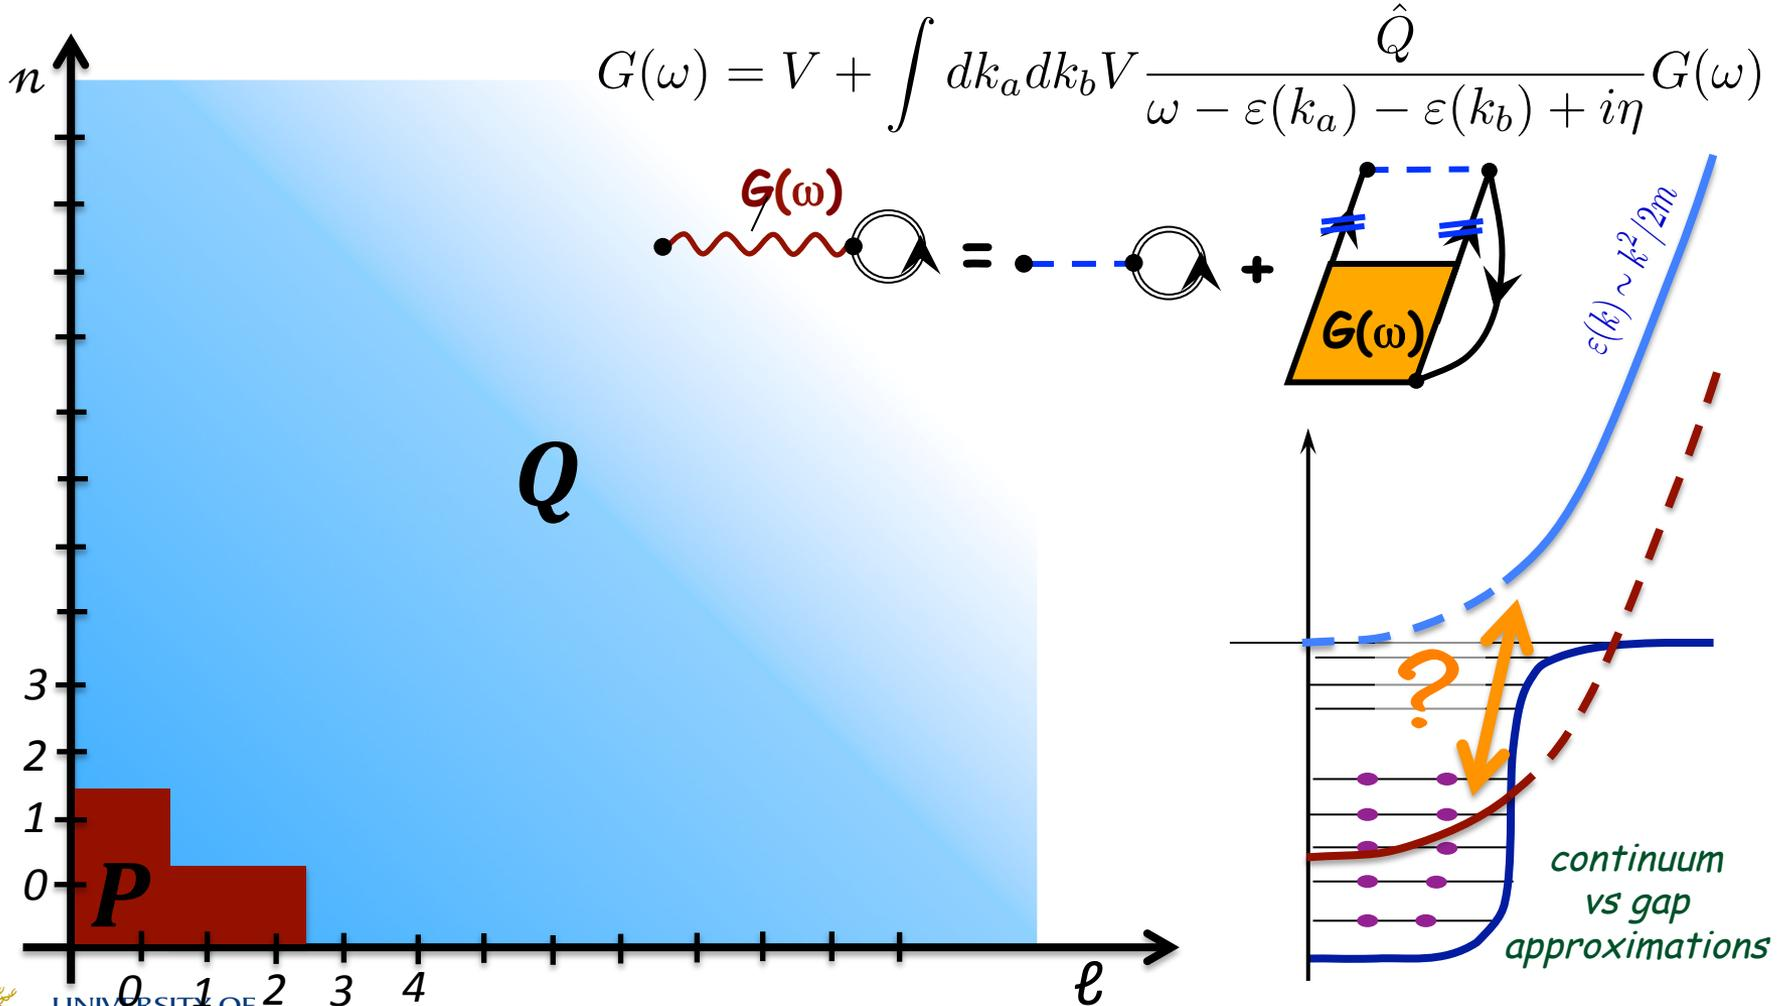 n
G(ω) = V + ∫ dk_a dk_b V \frac{\hat{Q}}{ω − ε(k_a) − ε(k_b) + iη} G(ω)
G(ω)
=
+
G(ω)
ε(k) ~ k²/2m
Q
?
3
2
1
0
P
continuum
vs gap
approximations
0 1 2 3 4
ℓ
UNIVERSITY OF